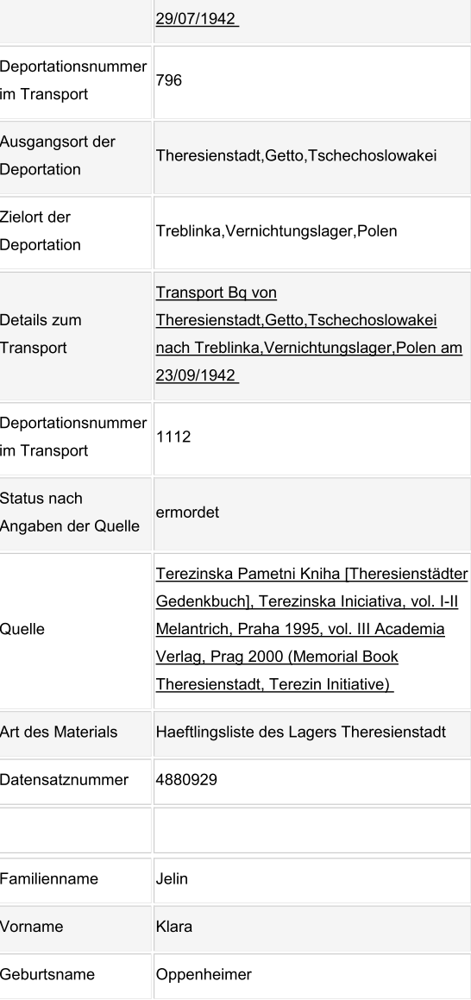 29/07/1942
Deportationsnummer
im Transport
796
Ausgangsort der
Deportation
Theresienstadt,Getto,Tschechoslowakei
Zielort der
Deportation
Treblinka,Vernichtungslager,Polen
Details zum
Transport
Transport Bq von
Theresienstadt,Getto,Tschechoslowakei
nach Treblinka,Vernichtungslager,Polen am
23/09/1942
Deportationsnummer
im Transport
1112
Status nach
Angaben der Quelle
ermordet
Quelle
Terezinska Pametni Kniha [Theresienstädter
Gedenkbuch], Terezinska Iniciativa, vol. I-II
Melantrich, Praha 1995, vol. III Academia
Verlag, Prag 2000 (Memorial Book
Theresienstadt, Terezin Initiative)
Art des Materials
Haeftlingsliste des Lagers Theresienstadt
Datensatznummer
4880929
Familienname
Jelin
Vorname
Klara
Geburtsname
Oppenheimer